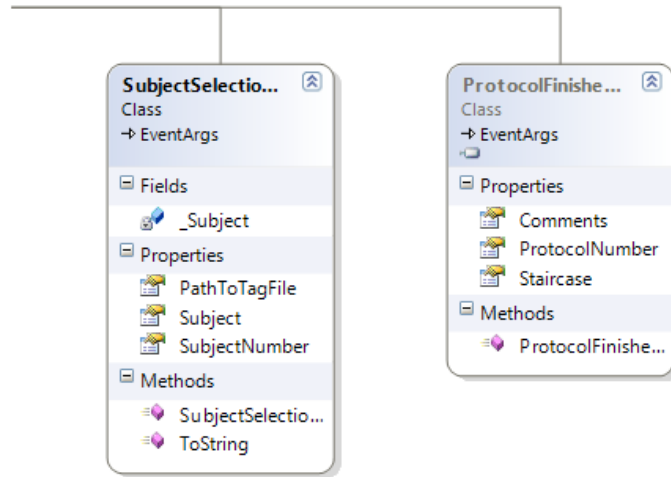 SubjectSelectio...
Class
EventArgs
Fields
_Subject
Properties
PathToTagFile
Subject
SubjectNumber
Methods
SubjectSelectio...
ToString
ProtocolFinishe...
Class
EventArgs
Properties
Comments
ProtocolNumber
Staircase
Methods
ProtocolFinishe...